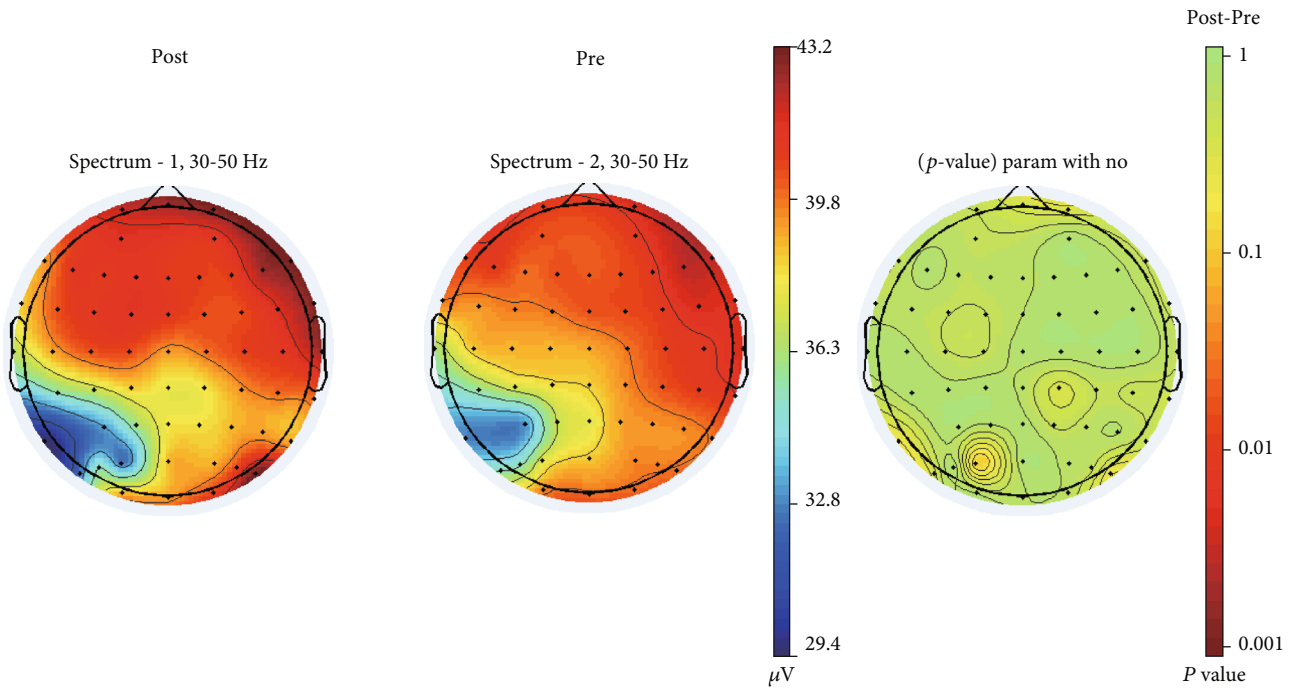 Post
Spectrum - 1, 30-50 Hz
Pre
Spectrum - 2, 30-50 Hz
43.2
39.8
36.3
32.8
29.4
μV
(p-value) param with no
Post-Pre
1
0.1
0.01
0.001
P value